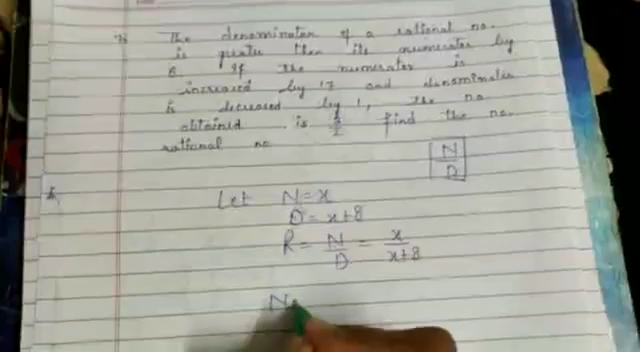 The denominator of a rational no.
is greater then its numerator by
8 If the numerator is
increased by 17 and denominator
is decreased by 1, the no
obtained is find the no.
rational no
N
D
Let N = x
D = x+8
R = N/D = x/x+8
N